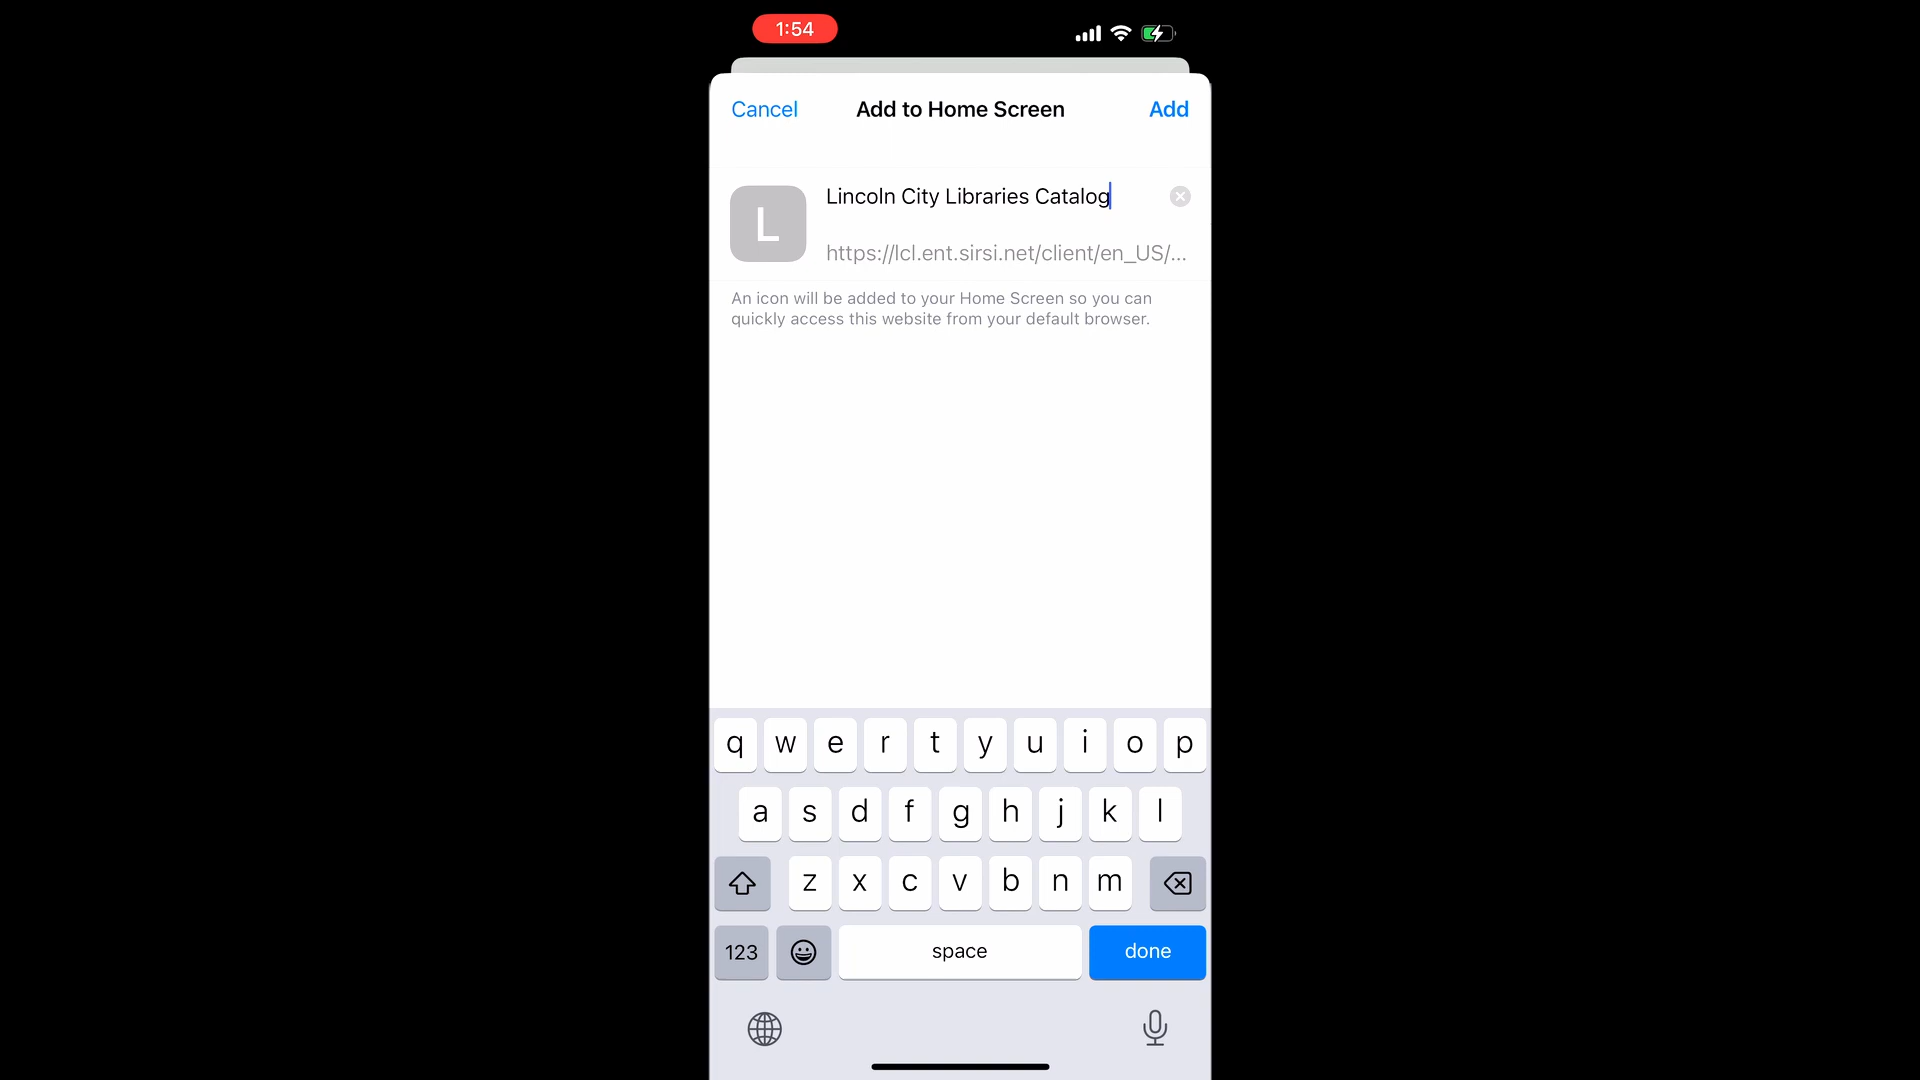 1:54
Cancel Add to Home Screen Add
L
Lincoln City Libraries Catalog
https://lcl.ent.sirsi.net/client/en_US/...
An icon will be added to your Home Screen so you can
quickly access this website from your default browser.
q w e r t y u i o p
a s d f g h j k l
z x c v b n m
123 space done